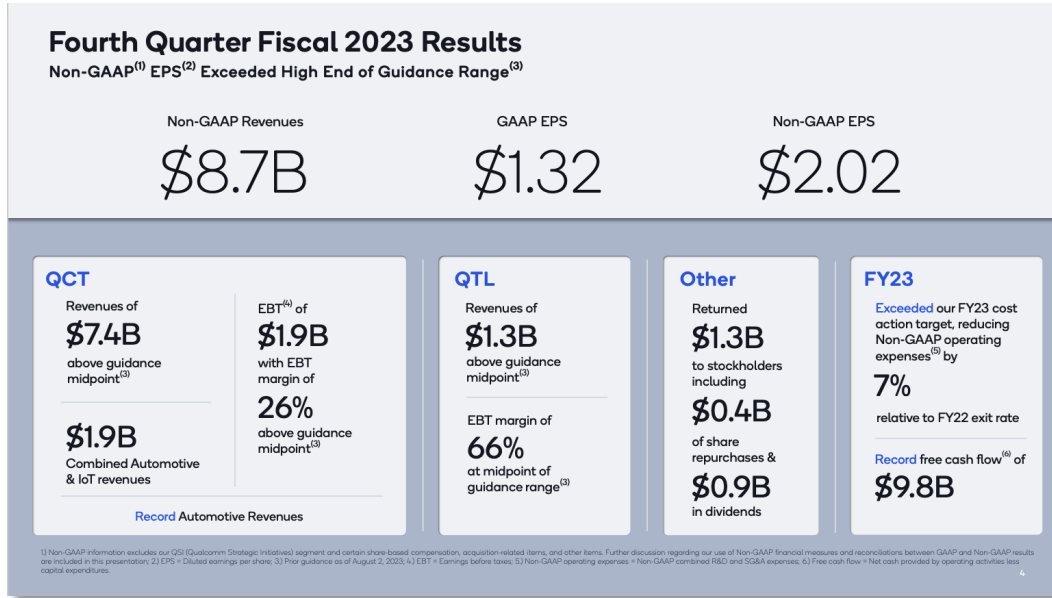 Fourth Quarter Fiscal 2023 Results
Non-GAAP(1) EPS(2) Exceeded High End of Guidance Range(3)
Non-GAAP Revenues
$8.7B
GAAP EPS
$1.32
Non-GAAP EPS
$2.02
QCT
Revenues of
$7.4B
above guidance
midpoint(3)
$1.9B
Combined Automotive
& IoT revenues
EBT(4) of
$1.9B
with EBT
margin of
26%
above guidance
midpoint(3)
Record Automotive Revenues
QTL
Revenues of
$1.3B
above guidance
midpoint(3)
EBT margin of
66%
at midpoint of
guidance range(3)
Other
Returned
$1.3B
to stockholders
including
$0.4B
of share
repurchases &
$0.9B
in dividends
FY23
Exceeded our FY23 cost
action target, reducing
Non-GAAP operating
expenses(5) by
7%
relative to FY22 exit rate
Record free cash flow(6) of
$9.8B
1.) Non-GAAP information excludes our QSI (Qualcomm Strategic Initiatives) segment and certain share-based compensation, acquisition-related items, and other items. Further discussion regarding our use of Non-GAAP financial measures and reconciliations between GAAP and Non-GAAP results
are included in this presentation; 2.) EPS = Diluted earnings per share; 3.) Prior guidance as of August 2, 2023; 4.) EBT = Earnings before taxes; 5.) Non-GAAP operating expenses = Non-GAAP combined R&D and SG&A expenses; 6.) Free cash flow = Net cash provided by operating activities less
capital expenditures.
4